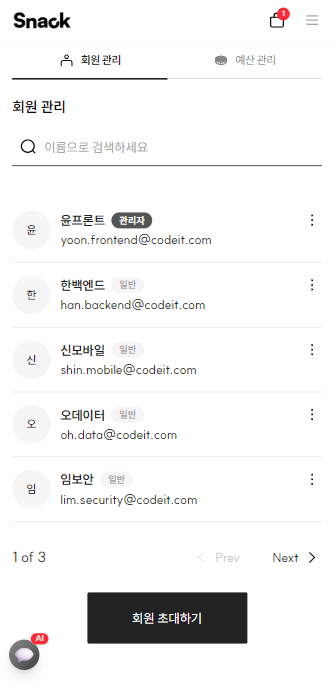 Snack
1
회원 관리
예산 관리
회원 관리
이름으로 검색하세요
윤
윤프론트 관리자
yoon.frontend@codeit.com
한
한백엔드 일반
han.backend@codeit.com
신
신모바일 일반
shin.mobile@codeit.com
오
오데이터 일반
oh.data@codeit.com
임
임보안 일반
lim.security@codeit.com
1 of 3
Prev
Next
회원 초대하기
AI